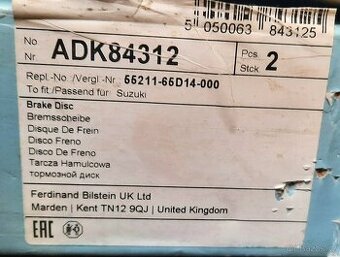 5 050063 843125
No
Nr. ADK84312 Pcs.
Stck 2
Repl.-No./Vergl.-Nr. 55211-65D14-000
To fit/Passend für Suzuki
Brake Disc
Bremsscheibe
Disque De Frein
Disco Freno
Disco De Freno
Tarcza Hamulcowa
тормозной диск
Ferdinand Bilstein UK Ltd
Marden | Kent TN12 9QJ | United Kingdom
EAC